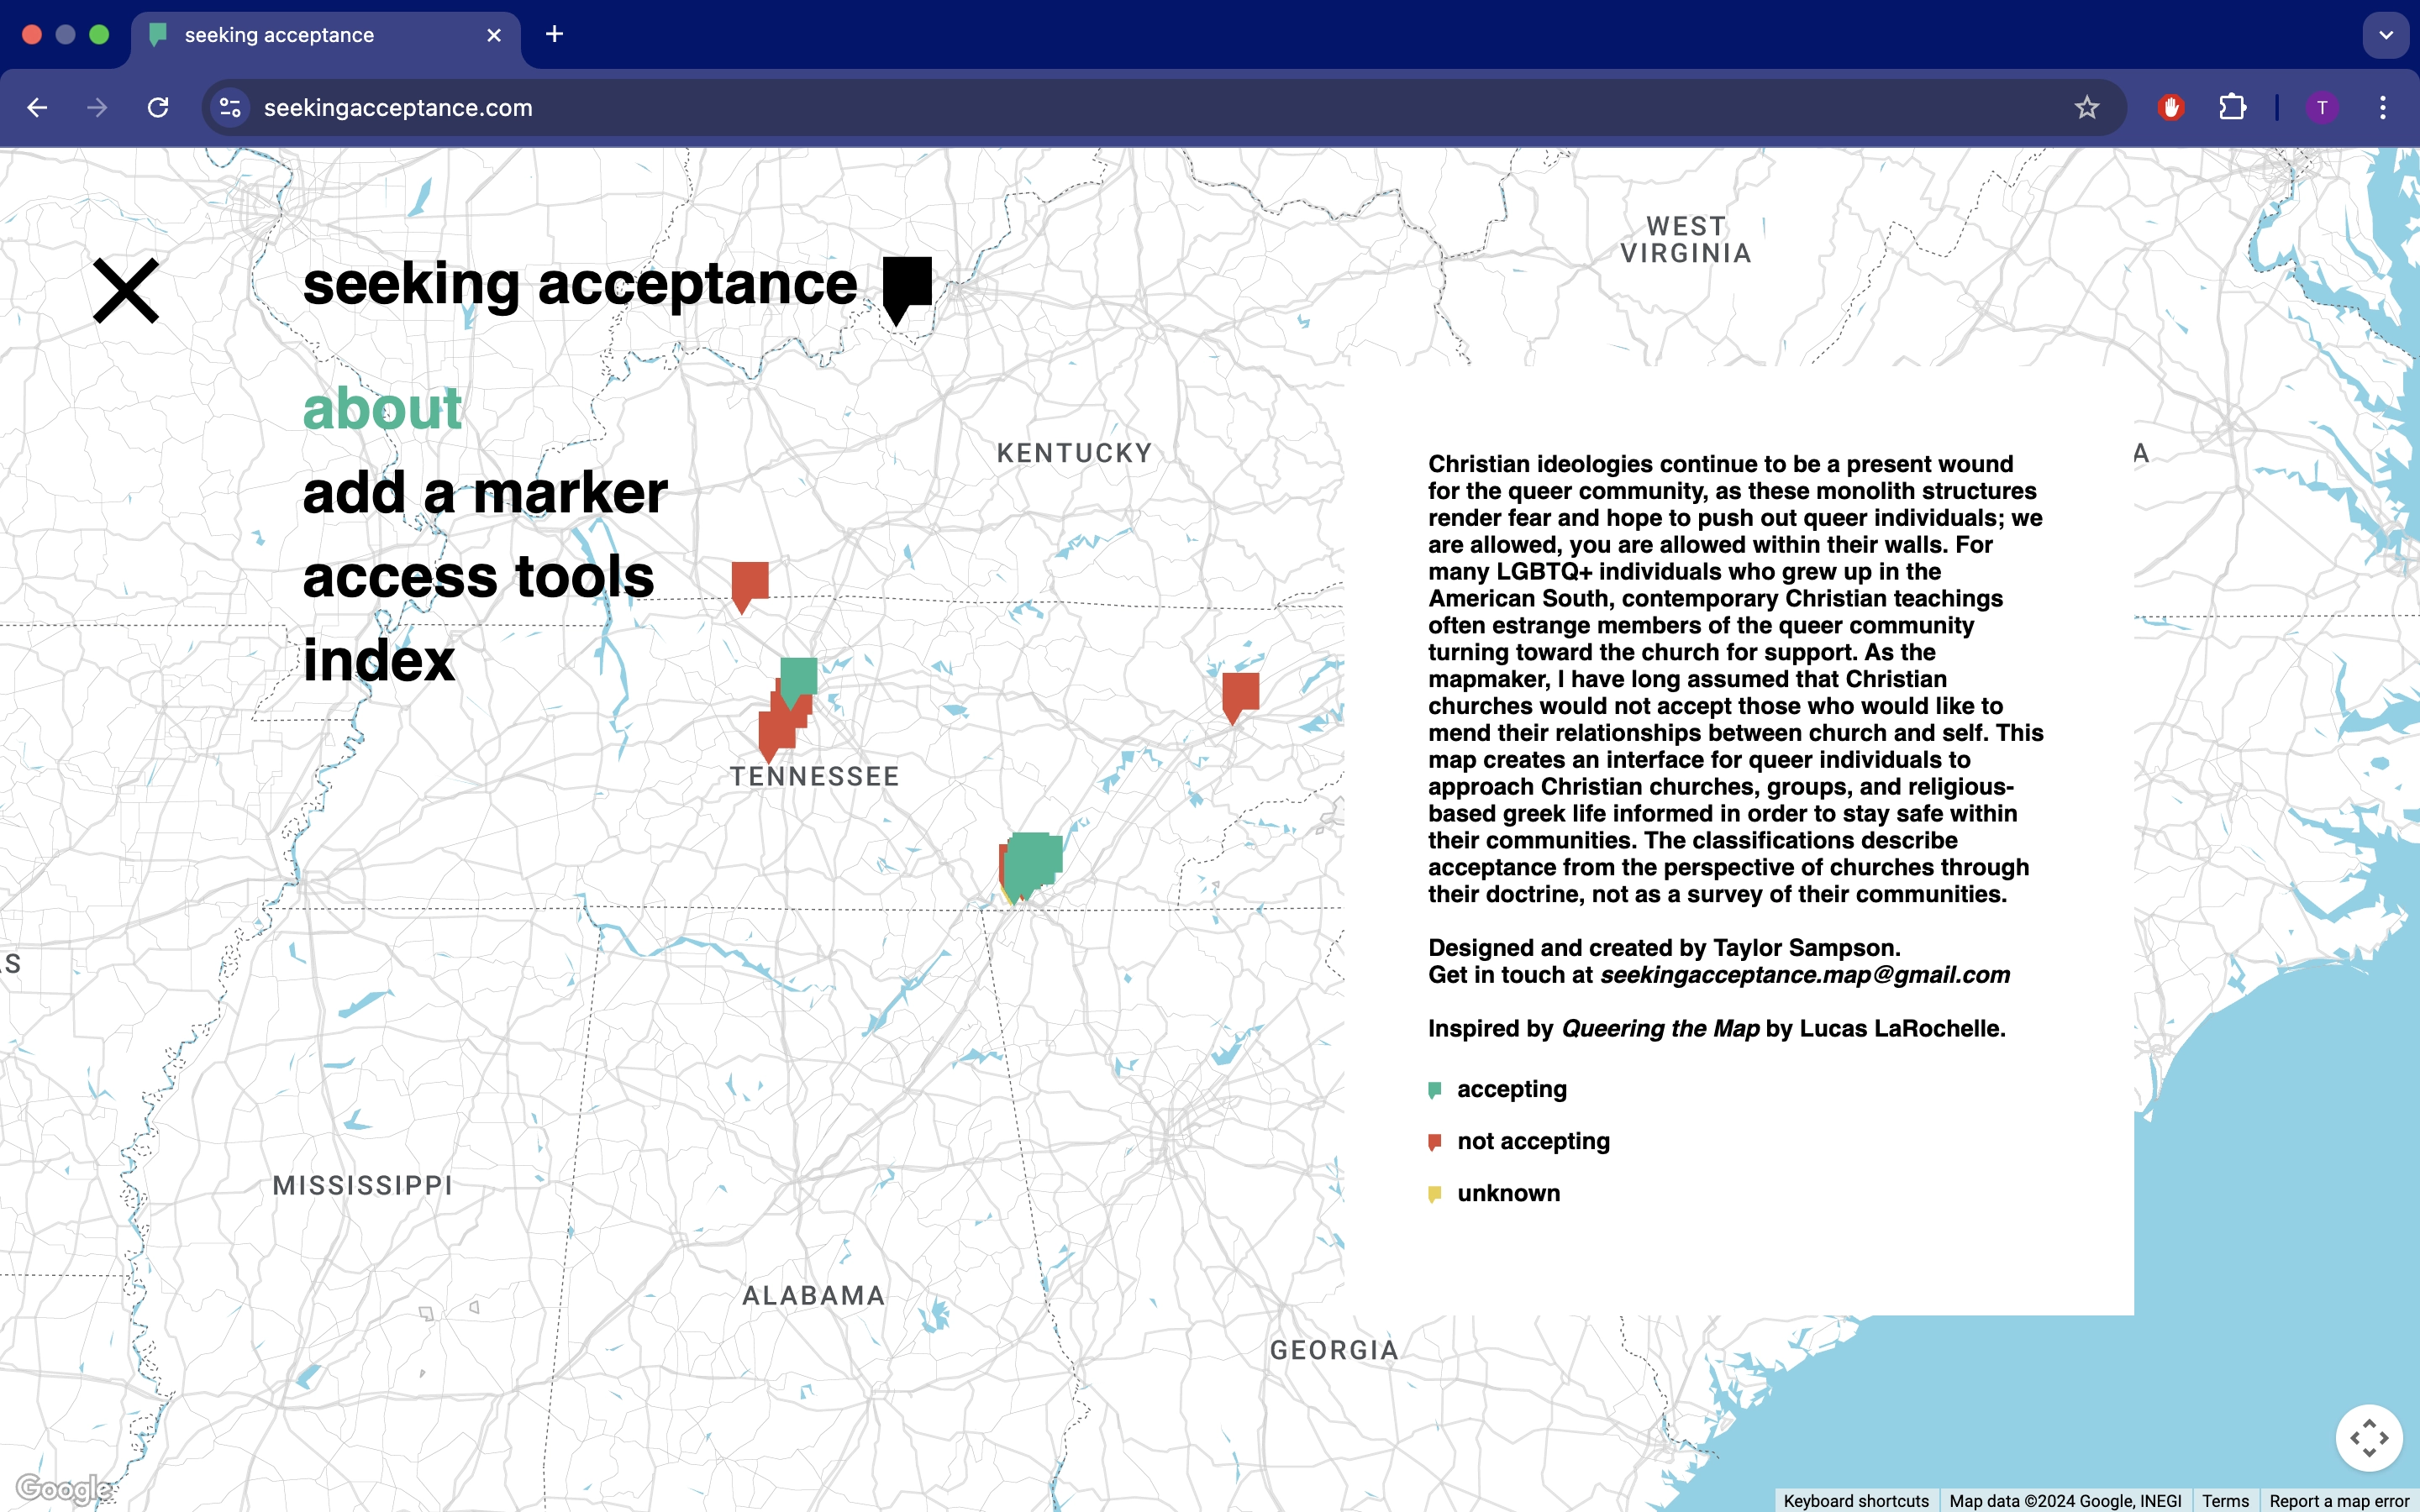 seeking acceptance
seekingacceptance.com
T
WEST
VIRGINIA
seeking acceptance
about
KENTUCKY
A
add a marker
access tools
index
TENNESSEE
Christian ideologies continue to be a present wound
for the queer community, as these monolith structures
render fear and hope to push out queer individuals; we
are allowed, you are allowed within their walls. For
many LGBTQ+ individuals who grew up in the
American South, contemporary Christian teachings
often estrange members of the queer community
turning toward the church for support. As the
mapmaker, I have long assumed that Christian
churches would not accept those who would like to
mend their relationships between church and self. This
map creates an interface for queer individuals to
approach Christian churches, groups, and religious-
based greek life informed in order to stay safe within
their communities. The classifications describe
acceptance from the perspective of churches through
their doctrine, not as a survey of their communities.
Designed and created by Taylor Sampson.
Get in touch at seekingacceptance.map@gmail.com
Inspired by Queering the Map by Lucas LaRochelle.
accepting
not accepting
unknown
AS
MISSISSIPPI
ALABAMA
GEORGIA
Google
Keyboard shortcuts
Map data ©2024 Google, INEGI
Terms
Report a map error